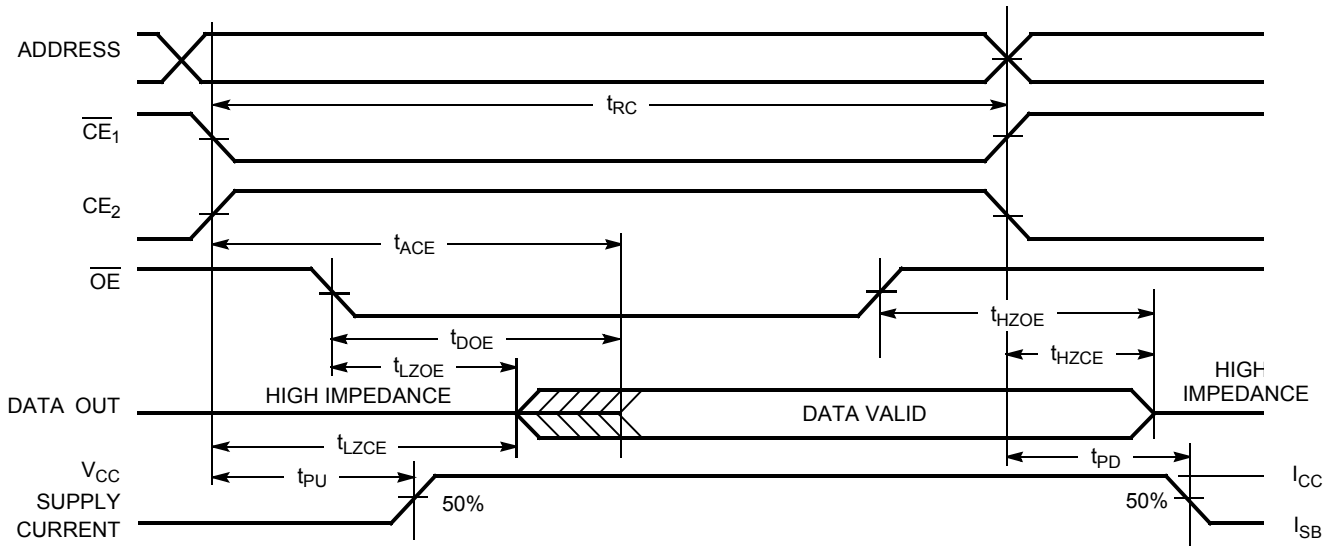 ADDRESS
tRC
CE1
CE2
tACE
OE
tHZOE
tDOE
tHZCE
tLZOE
HIGH
IMPEDANCE
HIGH IMPEDANCE
DATA OUT
DATA VALID
tLZCE
tPD
VCC
SUPPLY
CURRENT
tPU
50%
50%
ICC
ISB